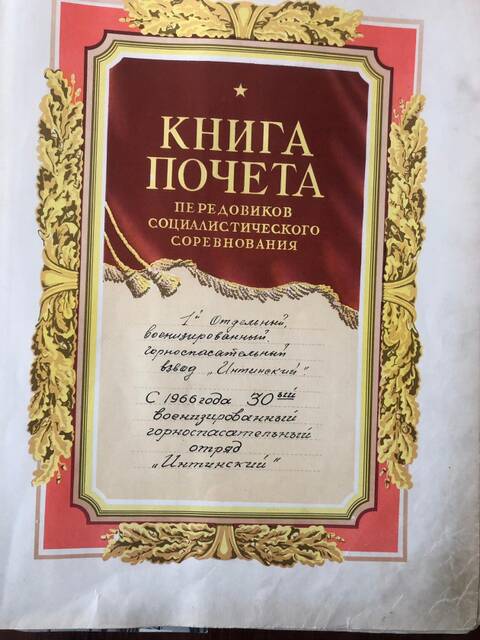 КНИГА
ПОЧЕТА
ПЕРЕДОВИКОВ
СОЦИАЛИСТИЧЕСКОГО
СОРЕВНОВАНИЯ
1й Отдельный,
военизированный.
горноспасательный
взвод „Интинский"
С 1966 года 30ый
военизированный
горноспасательный
отряд
„Интинский"